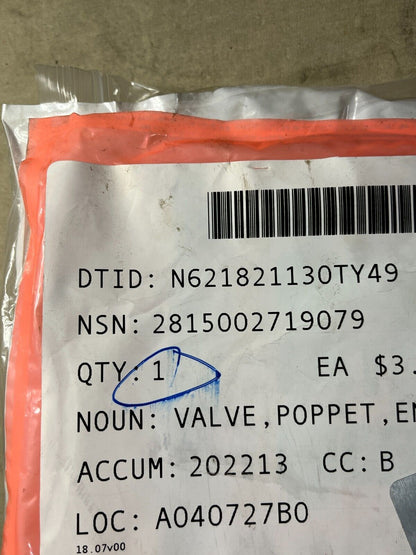 DTID: N621821130TY49
NSN: 2815002719079
QTY: 1 EA $3.
NOUN: VALVE,POPPET,EN
ACCUM: 202213 CC: B
LOC: A040727B0
18.07v00